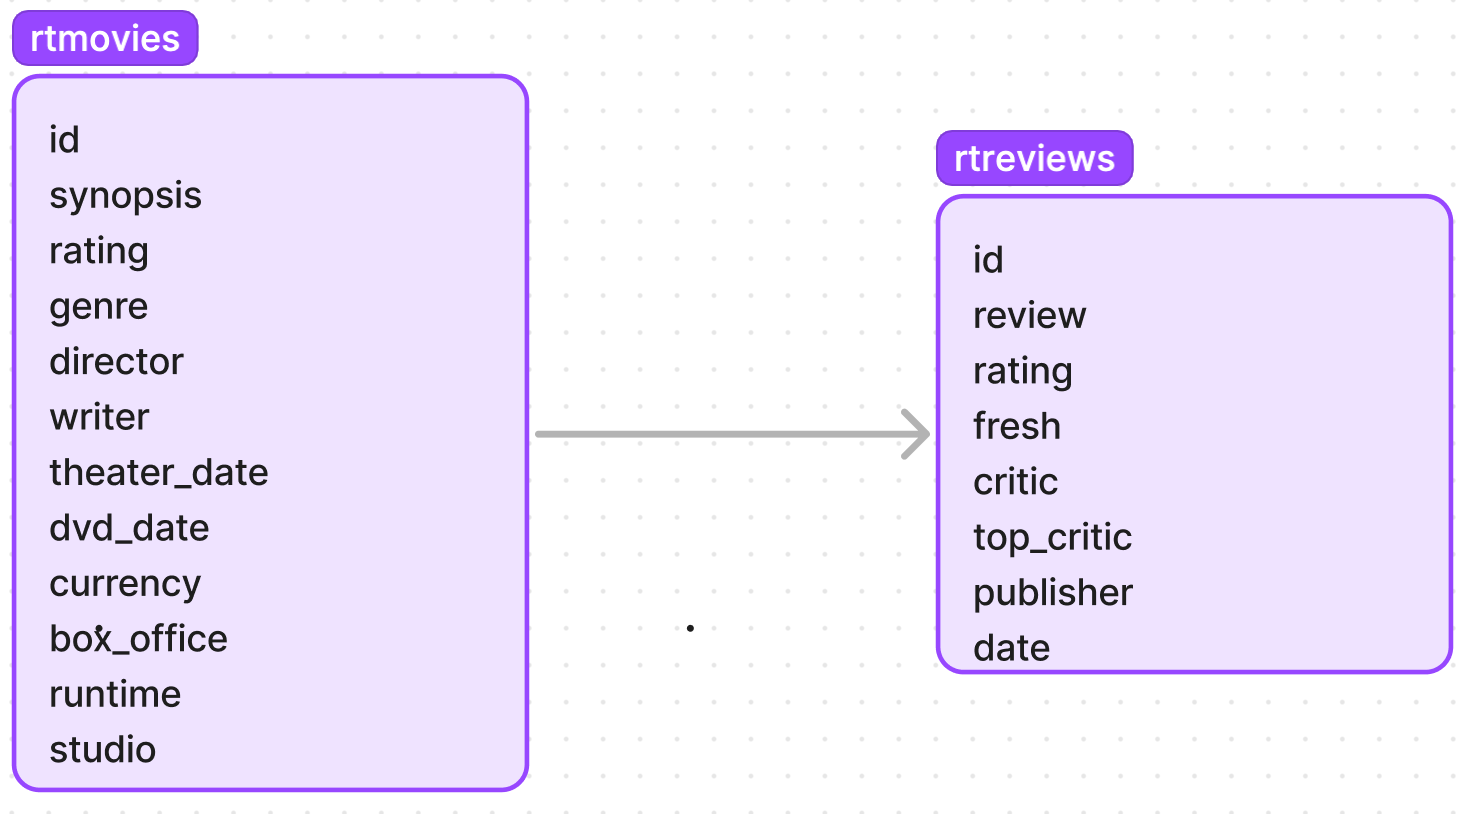 rtmovies
id
synopsis
rating
genre
director
writer
theater_date
dvd_date
currency
box_office
runtime
studio
rtreviews
id
review
rating
fresh
critic
top_critic
publisher
date